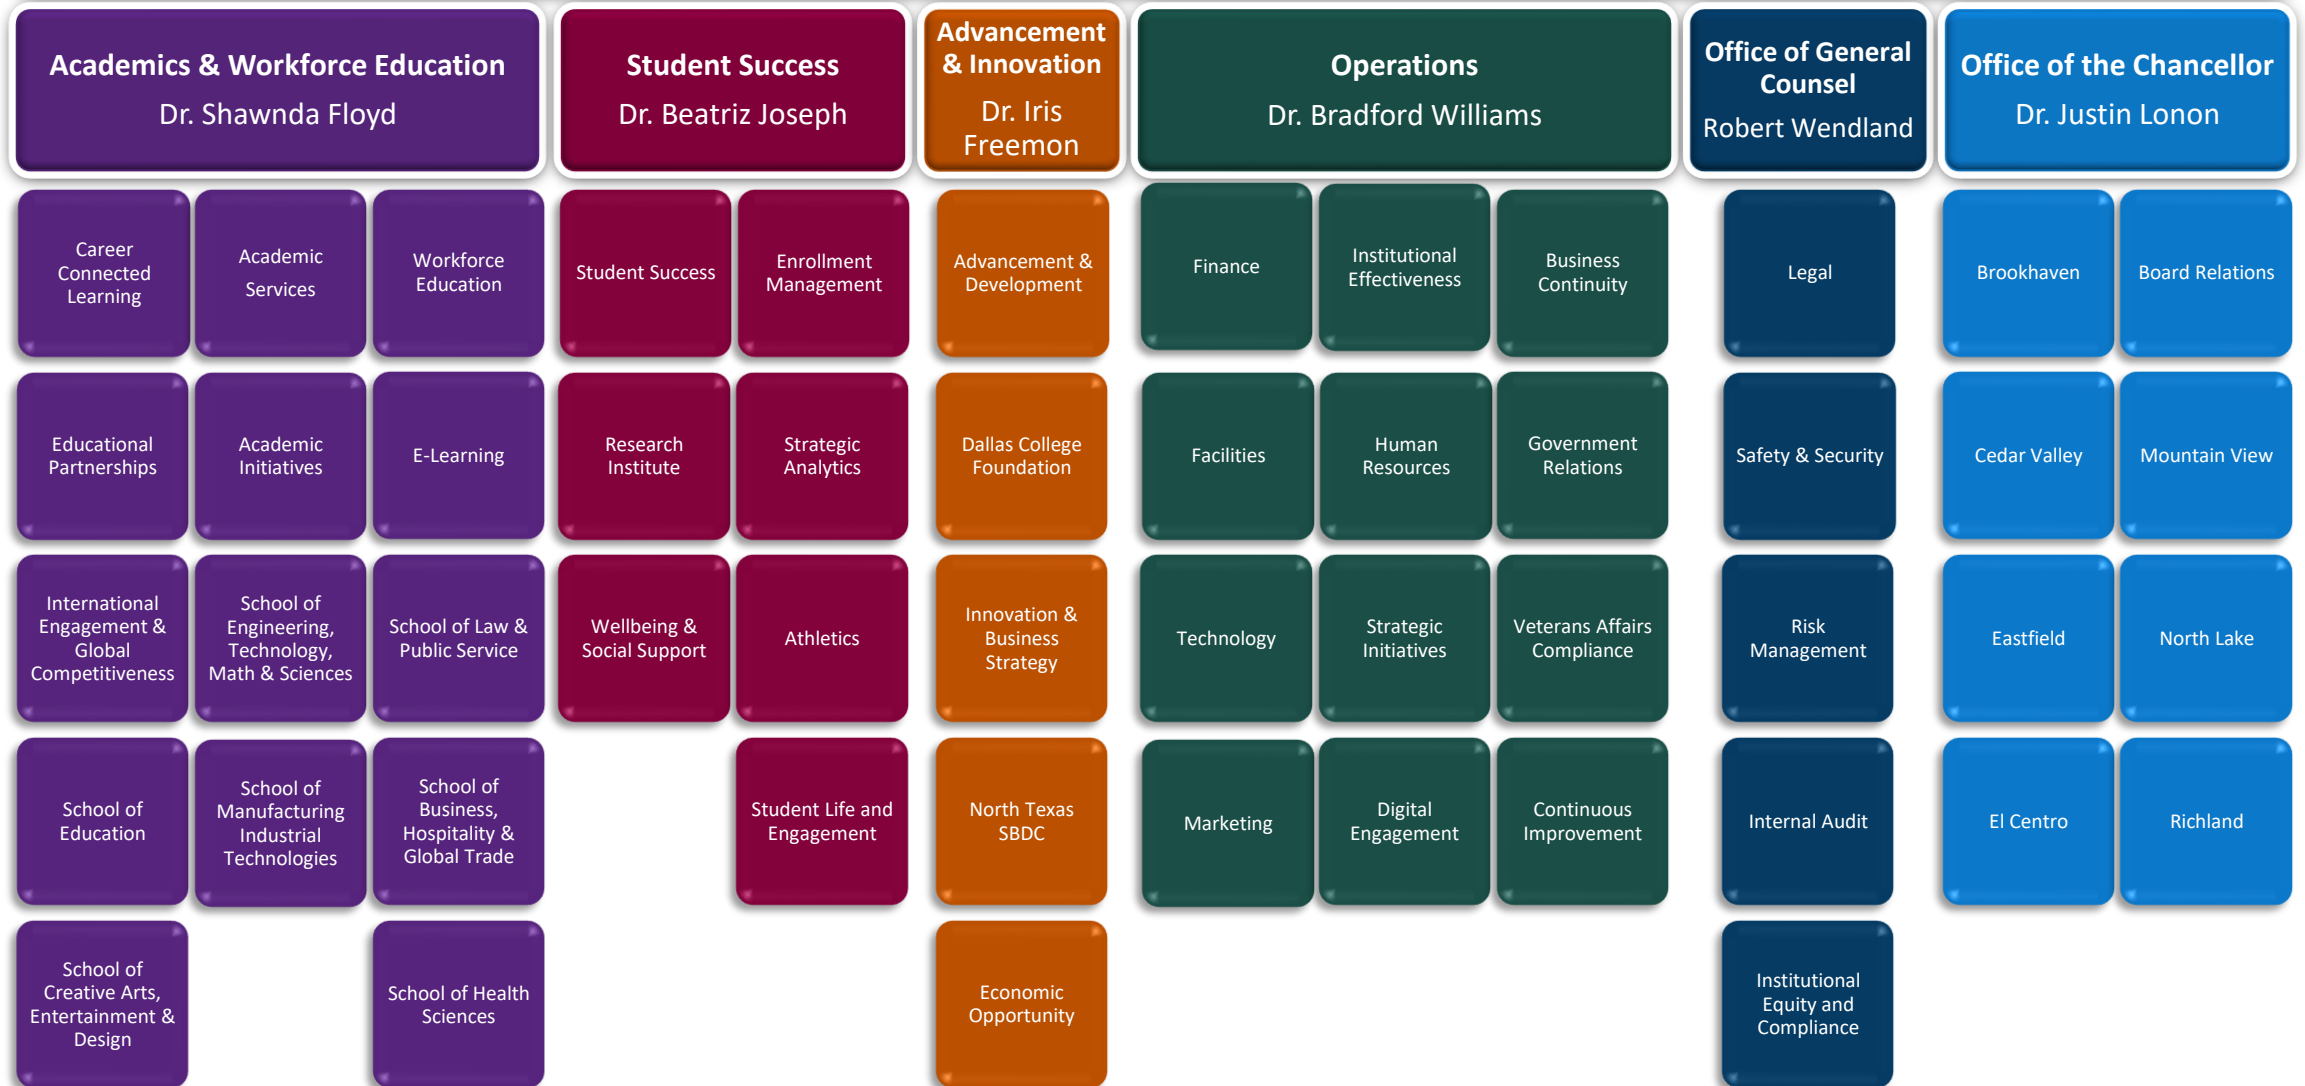 Academics & Workforce Education
Dr. Shawnda Floyd
Student Success
Dr. Beatriz Joseph
Advancement
& Innovation
Dr. Iris
Freemon
Operations
Dr. Bradford Williams
Office of General
Counsel
Robert Wendland
Office of the Chancellor
Dr. Justin Lonon
Career
Connected
Learning
Academic
Services
Workforce
Education
Student Success
Enrollment
Management
Advancement &
Development
Finance
Institutional
Effectiveness
Business
Continuity
Legal
Brookhaven
Board Relations
Educational
Partnerships
Academic
Initiatives
E-Learning
Research
Institute
Strategic
Analytics
Dallas College
Foundation
Facilities
Human
Resources
Government
Relations
Safety & Security
Cedar Valley
Mountain View
International
Engagement &
Global
Competitiveness
School of
Engineering,
Technology,
Math & Sciences
School of Law &
Public Service
Wellbeing &
Social Support
Athletics
Innovation &
Business
Strategy
Technology
Strategic
Initiatives
Veterans Affairs
Compliance
Risk
Management
Eastfield
North Lake
School of
Education
School of
Manufacturing
Industrial
Technologies
School of
Business,
Hospitality &
Global Trade
Student Life and
Engagement
North Texas
SBDC
Marketing
Digital
Engagement
Continuous
Improvement
Internal Audit
El Centro
Richland
School of
Creative Arts,
Entertainment &
Design
School of Health
Sciences
Economic
Opportunity
Institutional
Equity and
Compliance